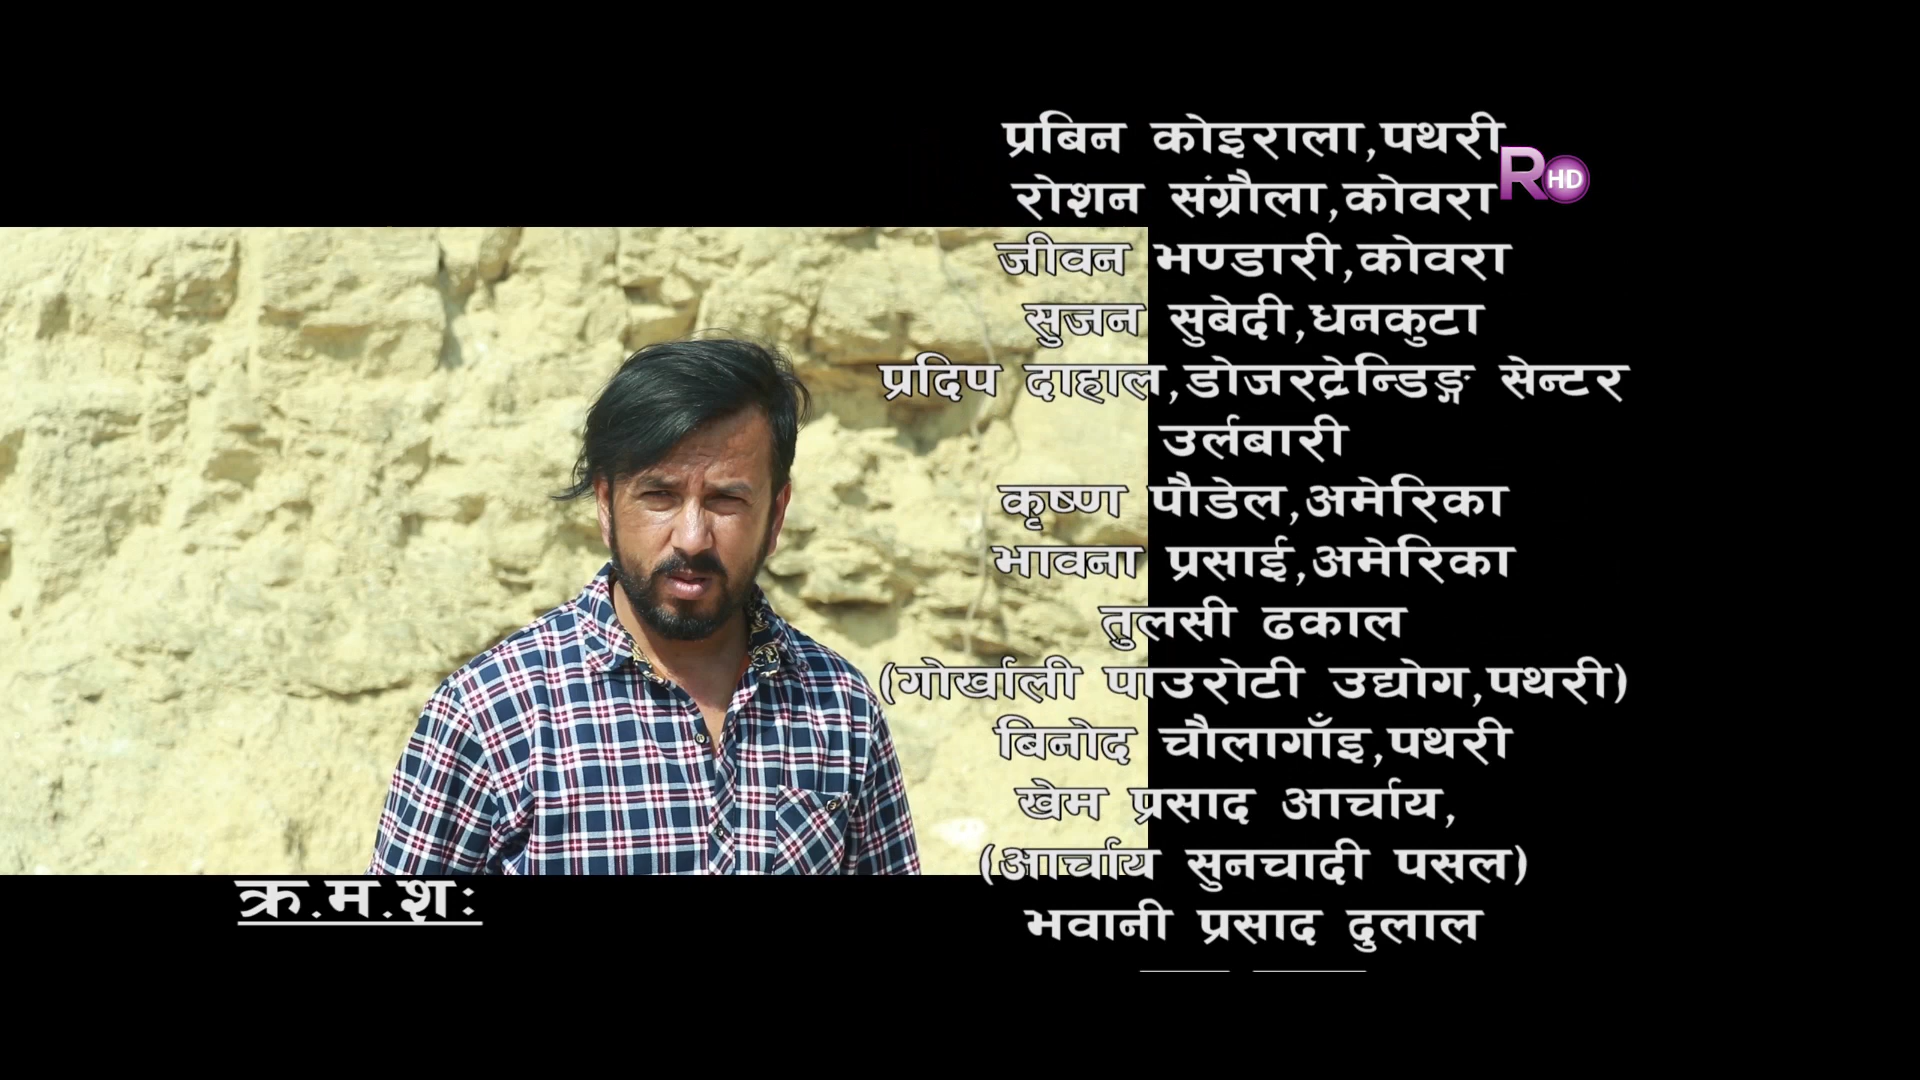 प्रबिन कोइराला,पथरी
R HD
रोशन संग्रौला,कोवरा
जीवन भण्डारी,कोवरा
सुजन सुबेदी,धनकुटा
प्रदिप दाहाल,डोजरट्रेन्डिङ्ग सेन्टर
उर्लबारी
कृष्ण पौडेल,अमेरिका
भावना प्रसाई,अमेरिका
तुलसी ढकाल
(गोर्खाली पाउरोटी उद्योग,पथरी)
बिनोद चौलागाँइ,पथरी
खेम प्रसाद आर्चाय,
(आर्चाय सुनचादी पसल)
भवानी प्रसाद दुलाल
क्र.म.शः